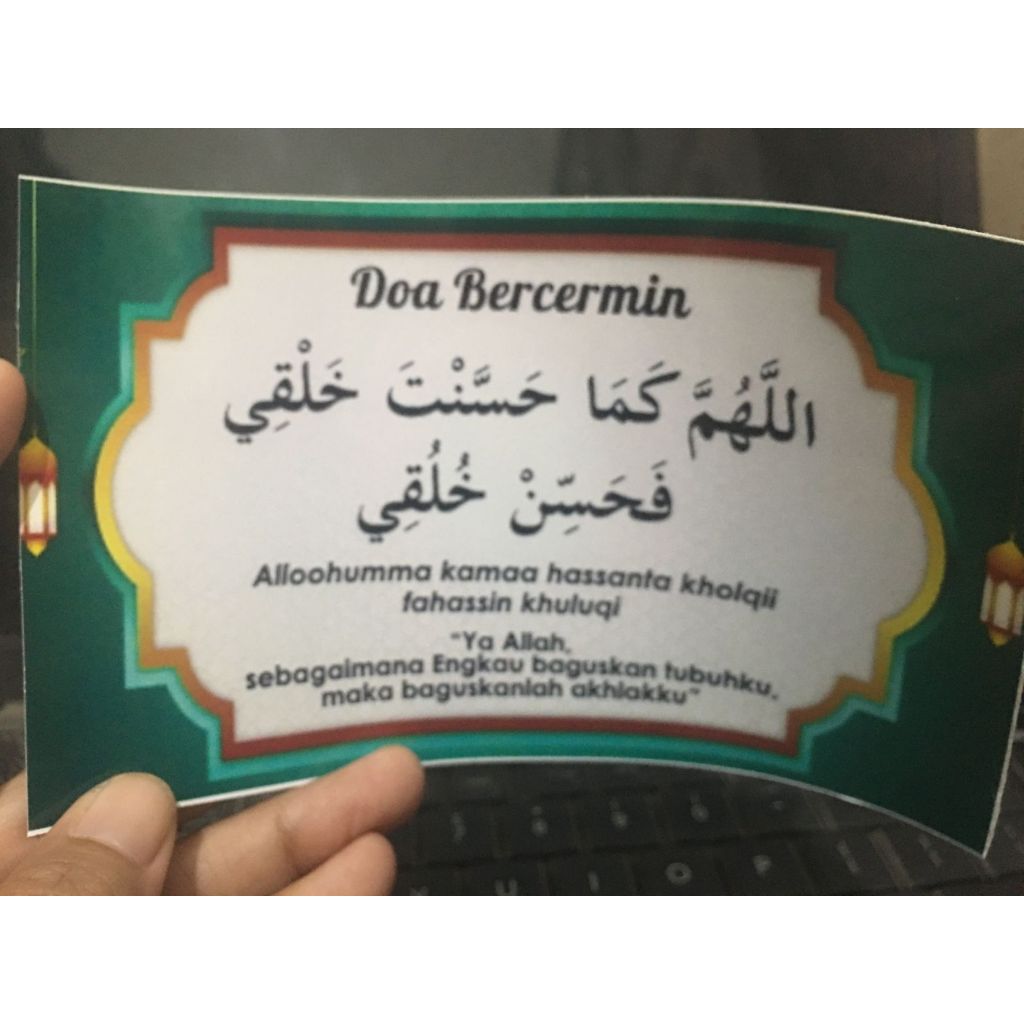 Doa Bercermin
اللَّهُمَّ كَمَا حَسَّنْتَ خَلْقِي
فَحَسِّنْ خُلُقِي
Alloohumma kamaa hassanta kholqii
fahassin khuluqi
"Ya Allah,
sebagaimana Engkau baguskan tubuhku,
maka baguskanlah akhlakku"
U I O P